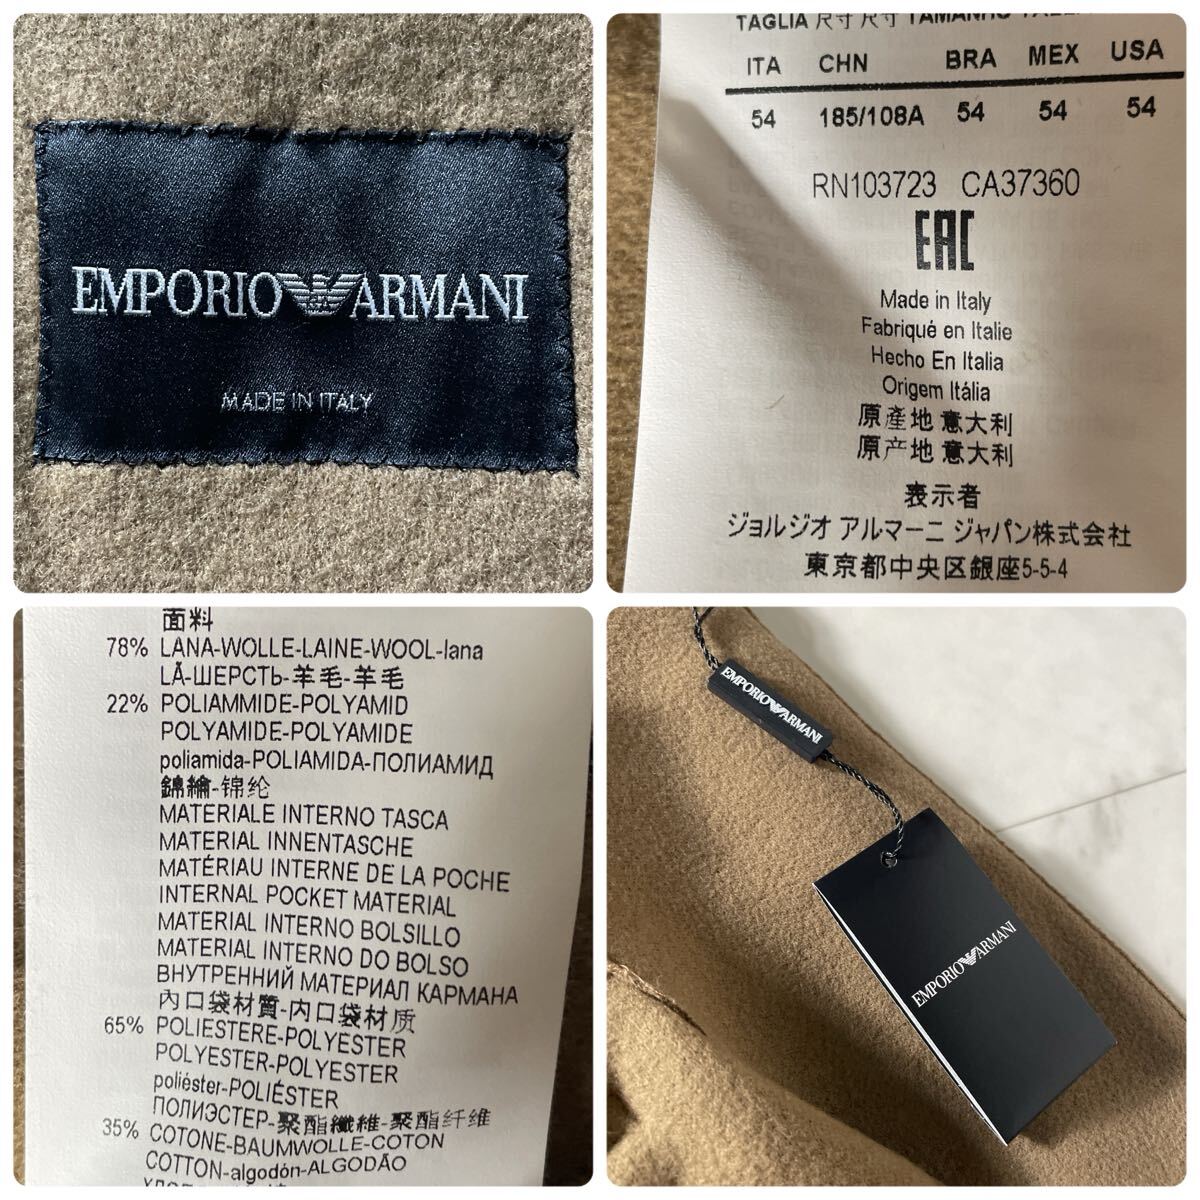 EMPORIO ARMANI
MADE IN ITALY
TAGLIA 尺寸 尺寸 TAMANHO
ITA CHN BRA MEX USA
54 185/108A 54 54 54
RN103723 CA37360
EAC
Made in Italy
Fabriqué en Italie
Hecho En Italia
Origem Itália
原產地 意大利
原产地 意大利
表示者
ジョルジオ アルマーニ ジャパン株式会社
東京都中央区銀座5-5-4
面料
78% LANA-WOLLE-LAINE-WOOL-lana
LÃ-ШЕРСТЬ-羊毛-羊毛
22% POLIAMMIDE-POLYAMID
POLYAMIDE-POLYAMIDE
poliamida-POLIAMIDA-ПОЛИАМИД
錦綸-锦纶
MATERIALE INTERNO TASCA
MATERIAL INNENTASCHE
MATÉRIAU INTERNE DE LA POCHE
INTERNAL POCKET MATERIAL
MATERIAL INTERNO BOLSILLO
MATERIAL INTERNO DO BOLSO
ВНУТРЕННИЙ МАТЕРИАЛ КАРМАНА
內口袋材質-内口袋材质
65% POLIESTERE-POLYESTER
POLYESTER-POLYESTER
poliéster-POLIÉSTER
ПОЛИЭСТЕР-聚酯纖維-聚酯纤维
35% COTONE-BAUMWOLLE-COTON
COTTON-algodón-ALGODÃO
EMPORIO ARMANI
EMPORIO ARMANI